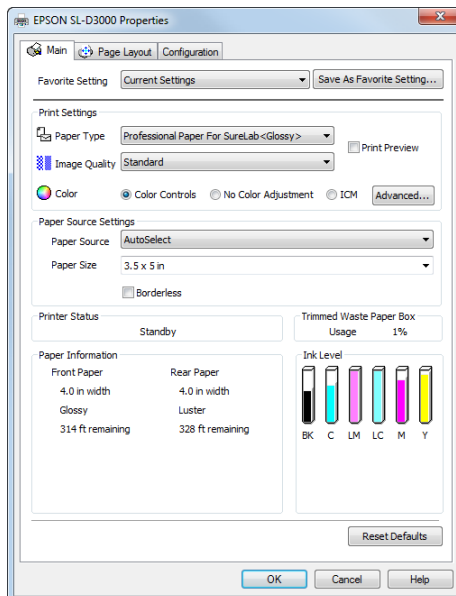 EPSON SL-D3000 Properties
Main
Page Layout
Configuration
Favorite Setting
Current Settings
Save As Favorite Setting...
Print Settings
Paper Type
Professional Paper For SureLab<Glossy>
Print Preview
Image Quality
Standard
Color
Color Controls
No Color Adjustment
ICM
Advanced...
Paper Source Settings
Paper Source
AutoSelect
Paper Size
3.5 x 5 in
Borderless
Printer Status
Standby
Trimmed Waste Paper Box
Usage 1%
Paper Information
Front Paper Rear Paper
4.0 in width 4.0 in width
Glossy Luster
314 ft remaining 328 ft remaining
Ink Level
BK C LM LC M Y
Reset Defaults
OK
Cancel
Help